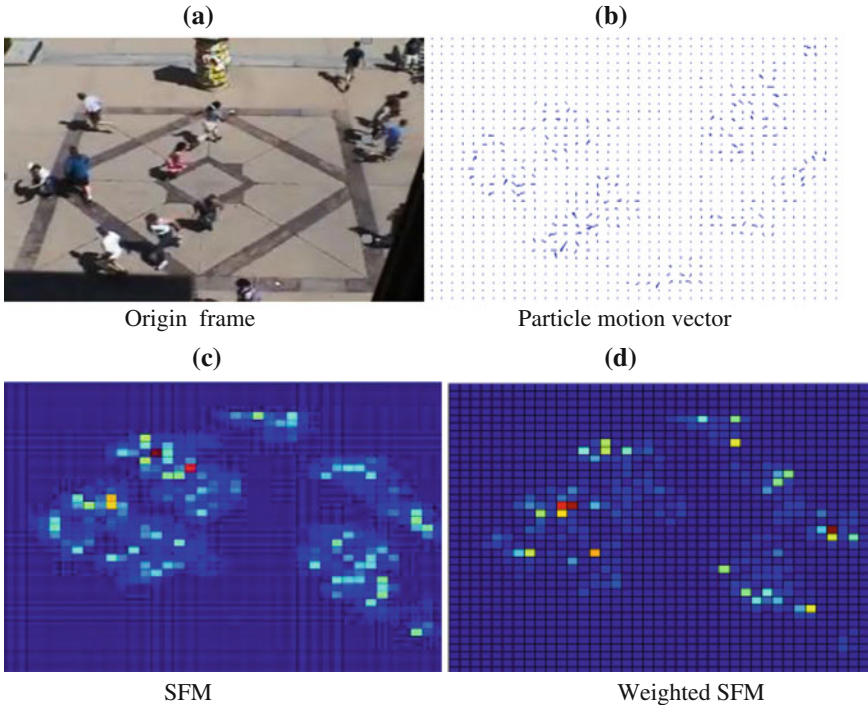 (a)
(b)
Origin frame
Particle motion vector
(c)
(d)
SFM
Weighted SFM